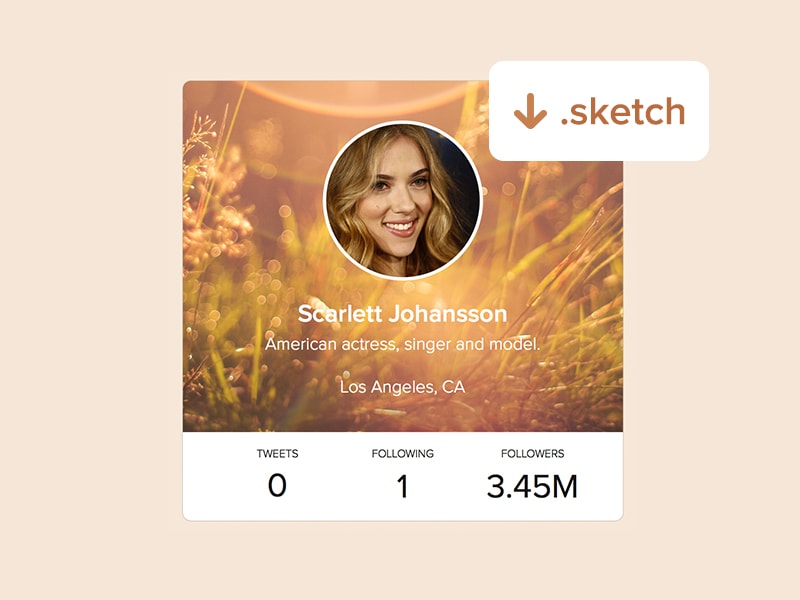 .sketch
Scarlett Johansson
American actress, singer and model.
Los Angeles, CA
TWEETS FOLLOWING FOLLOWERS
0 1 3.45M